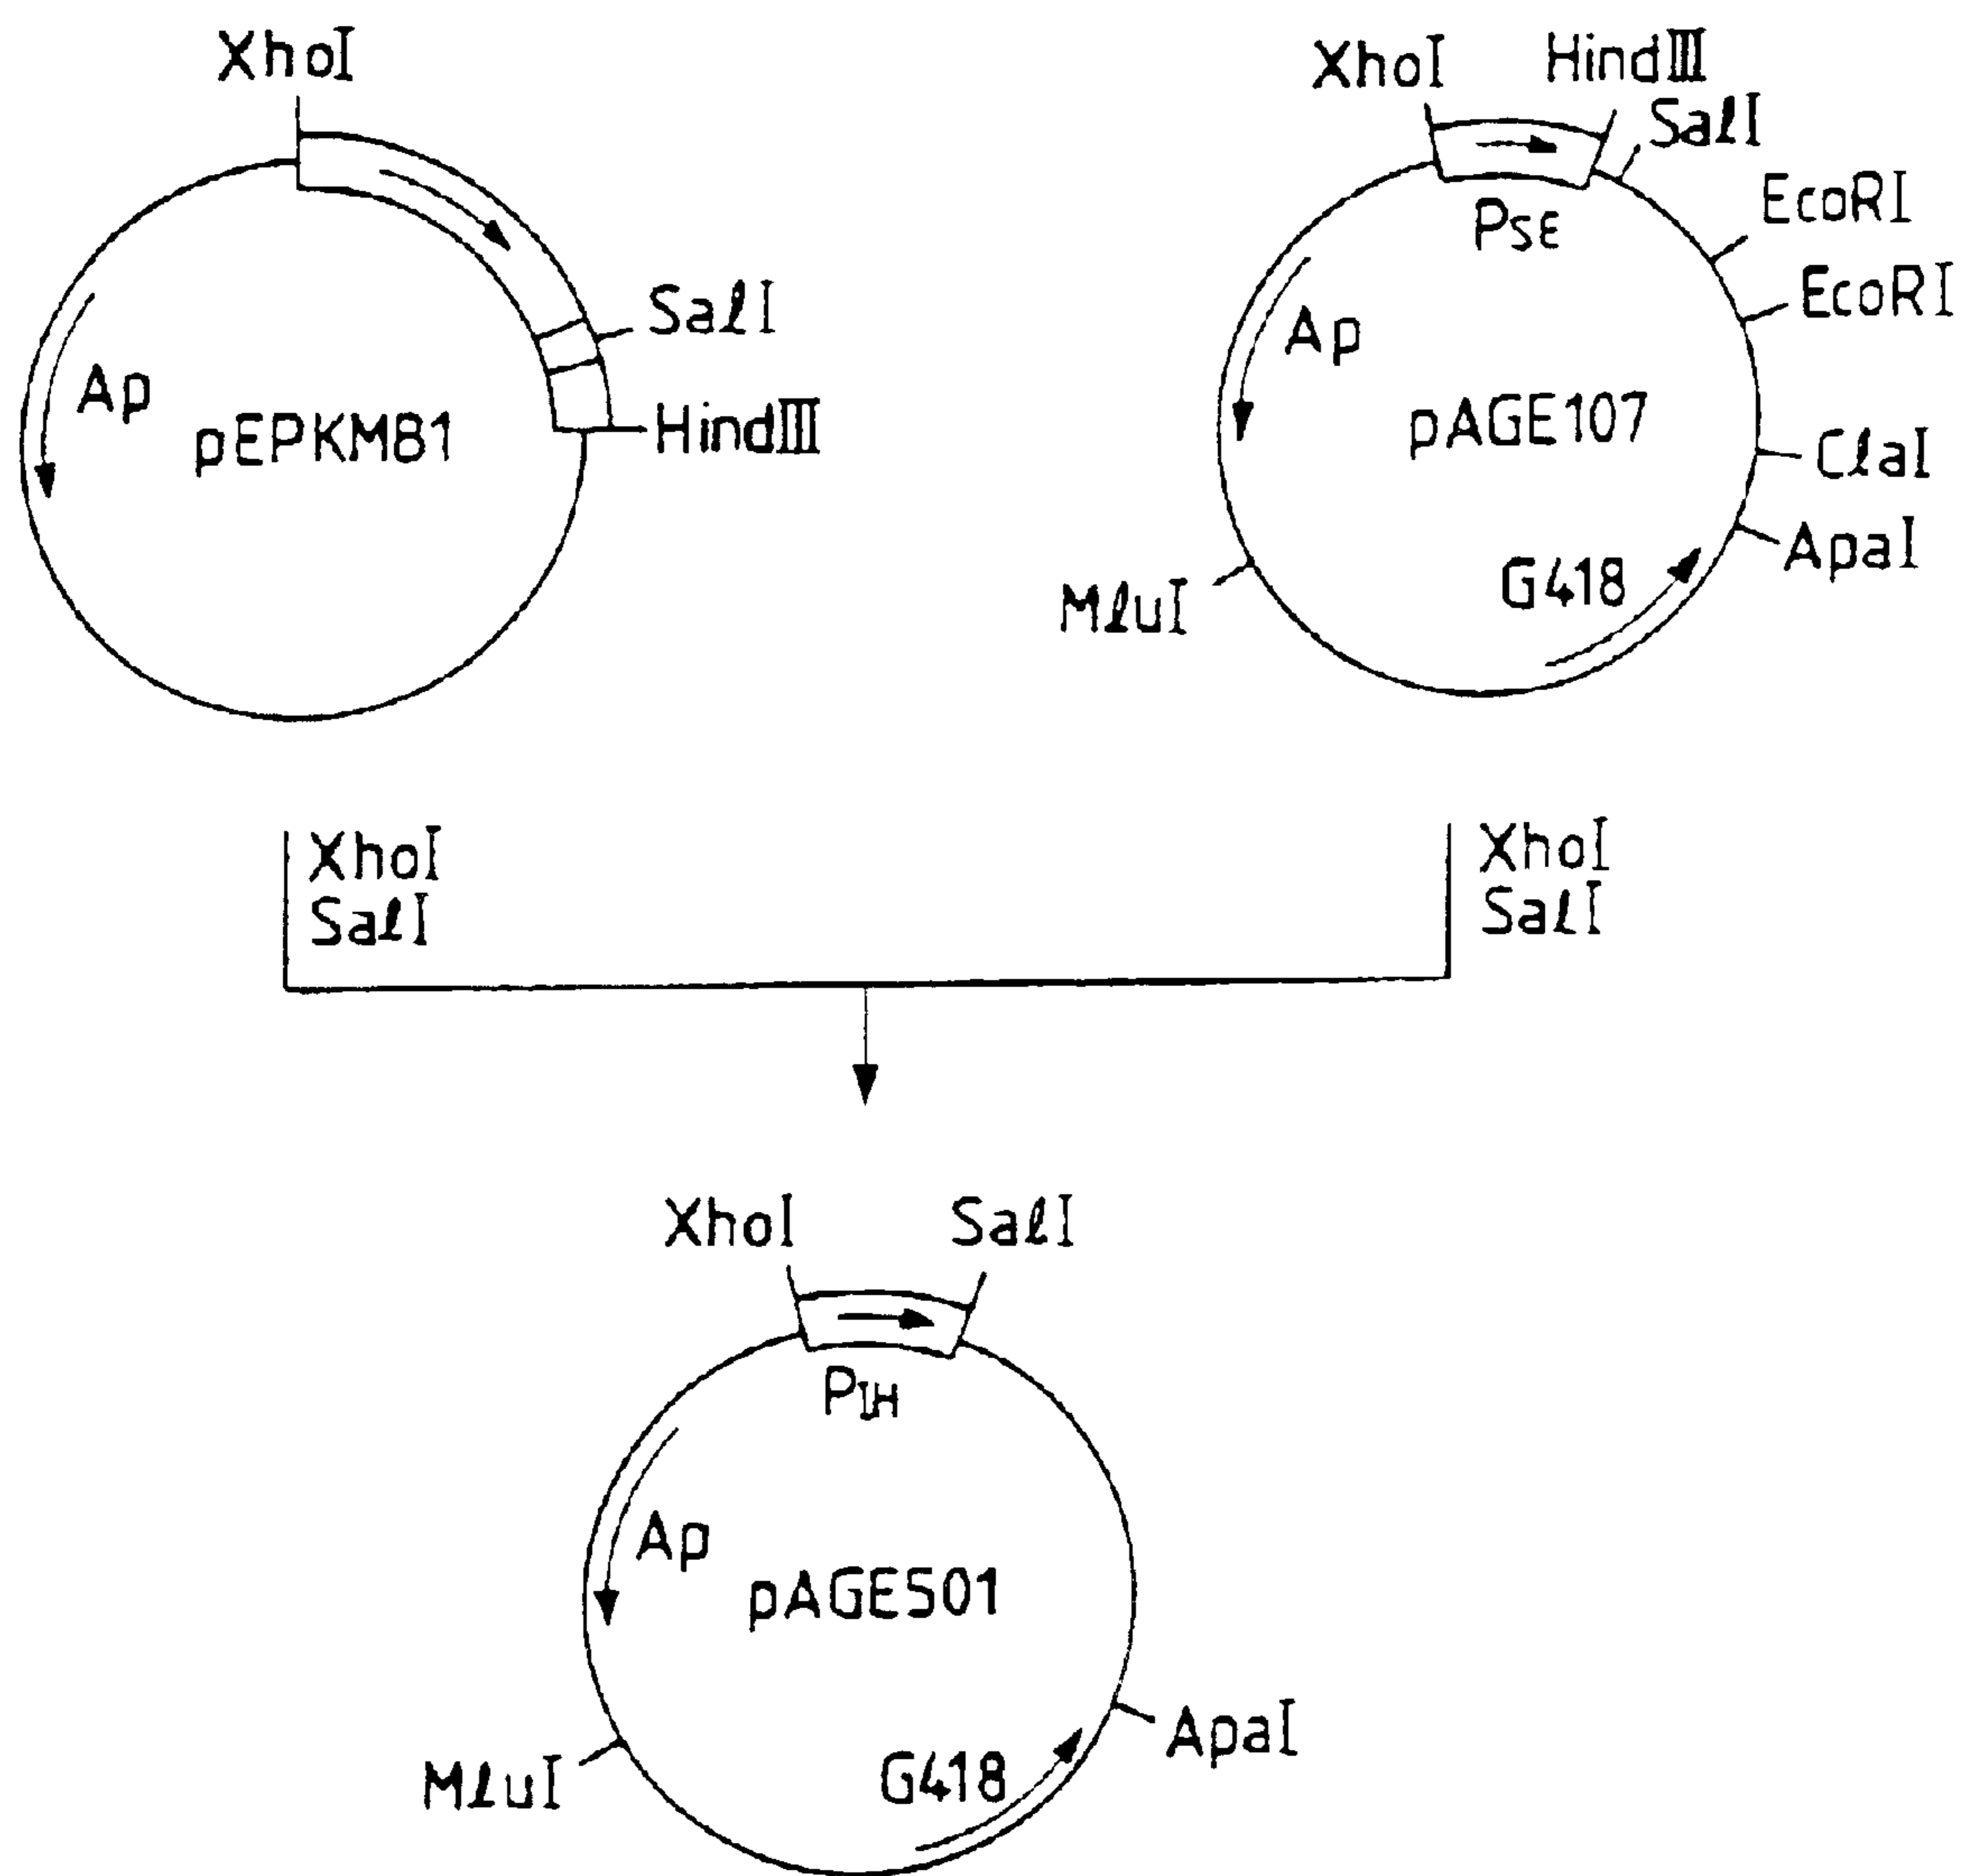 XhoI
SalI
HindIII
Ap
pEPKM81
XhoI
HindIII
SalI
EcoRI
EcoRI
PSE
Ap
pAGE107
ClaI
ApaI
G418
MluI
XhoI
SalI
XhoI
SalI
XhoI
SalI
PIH
Ap
pAGE501
ApaI
G418
MluI